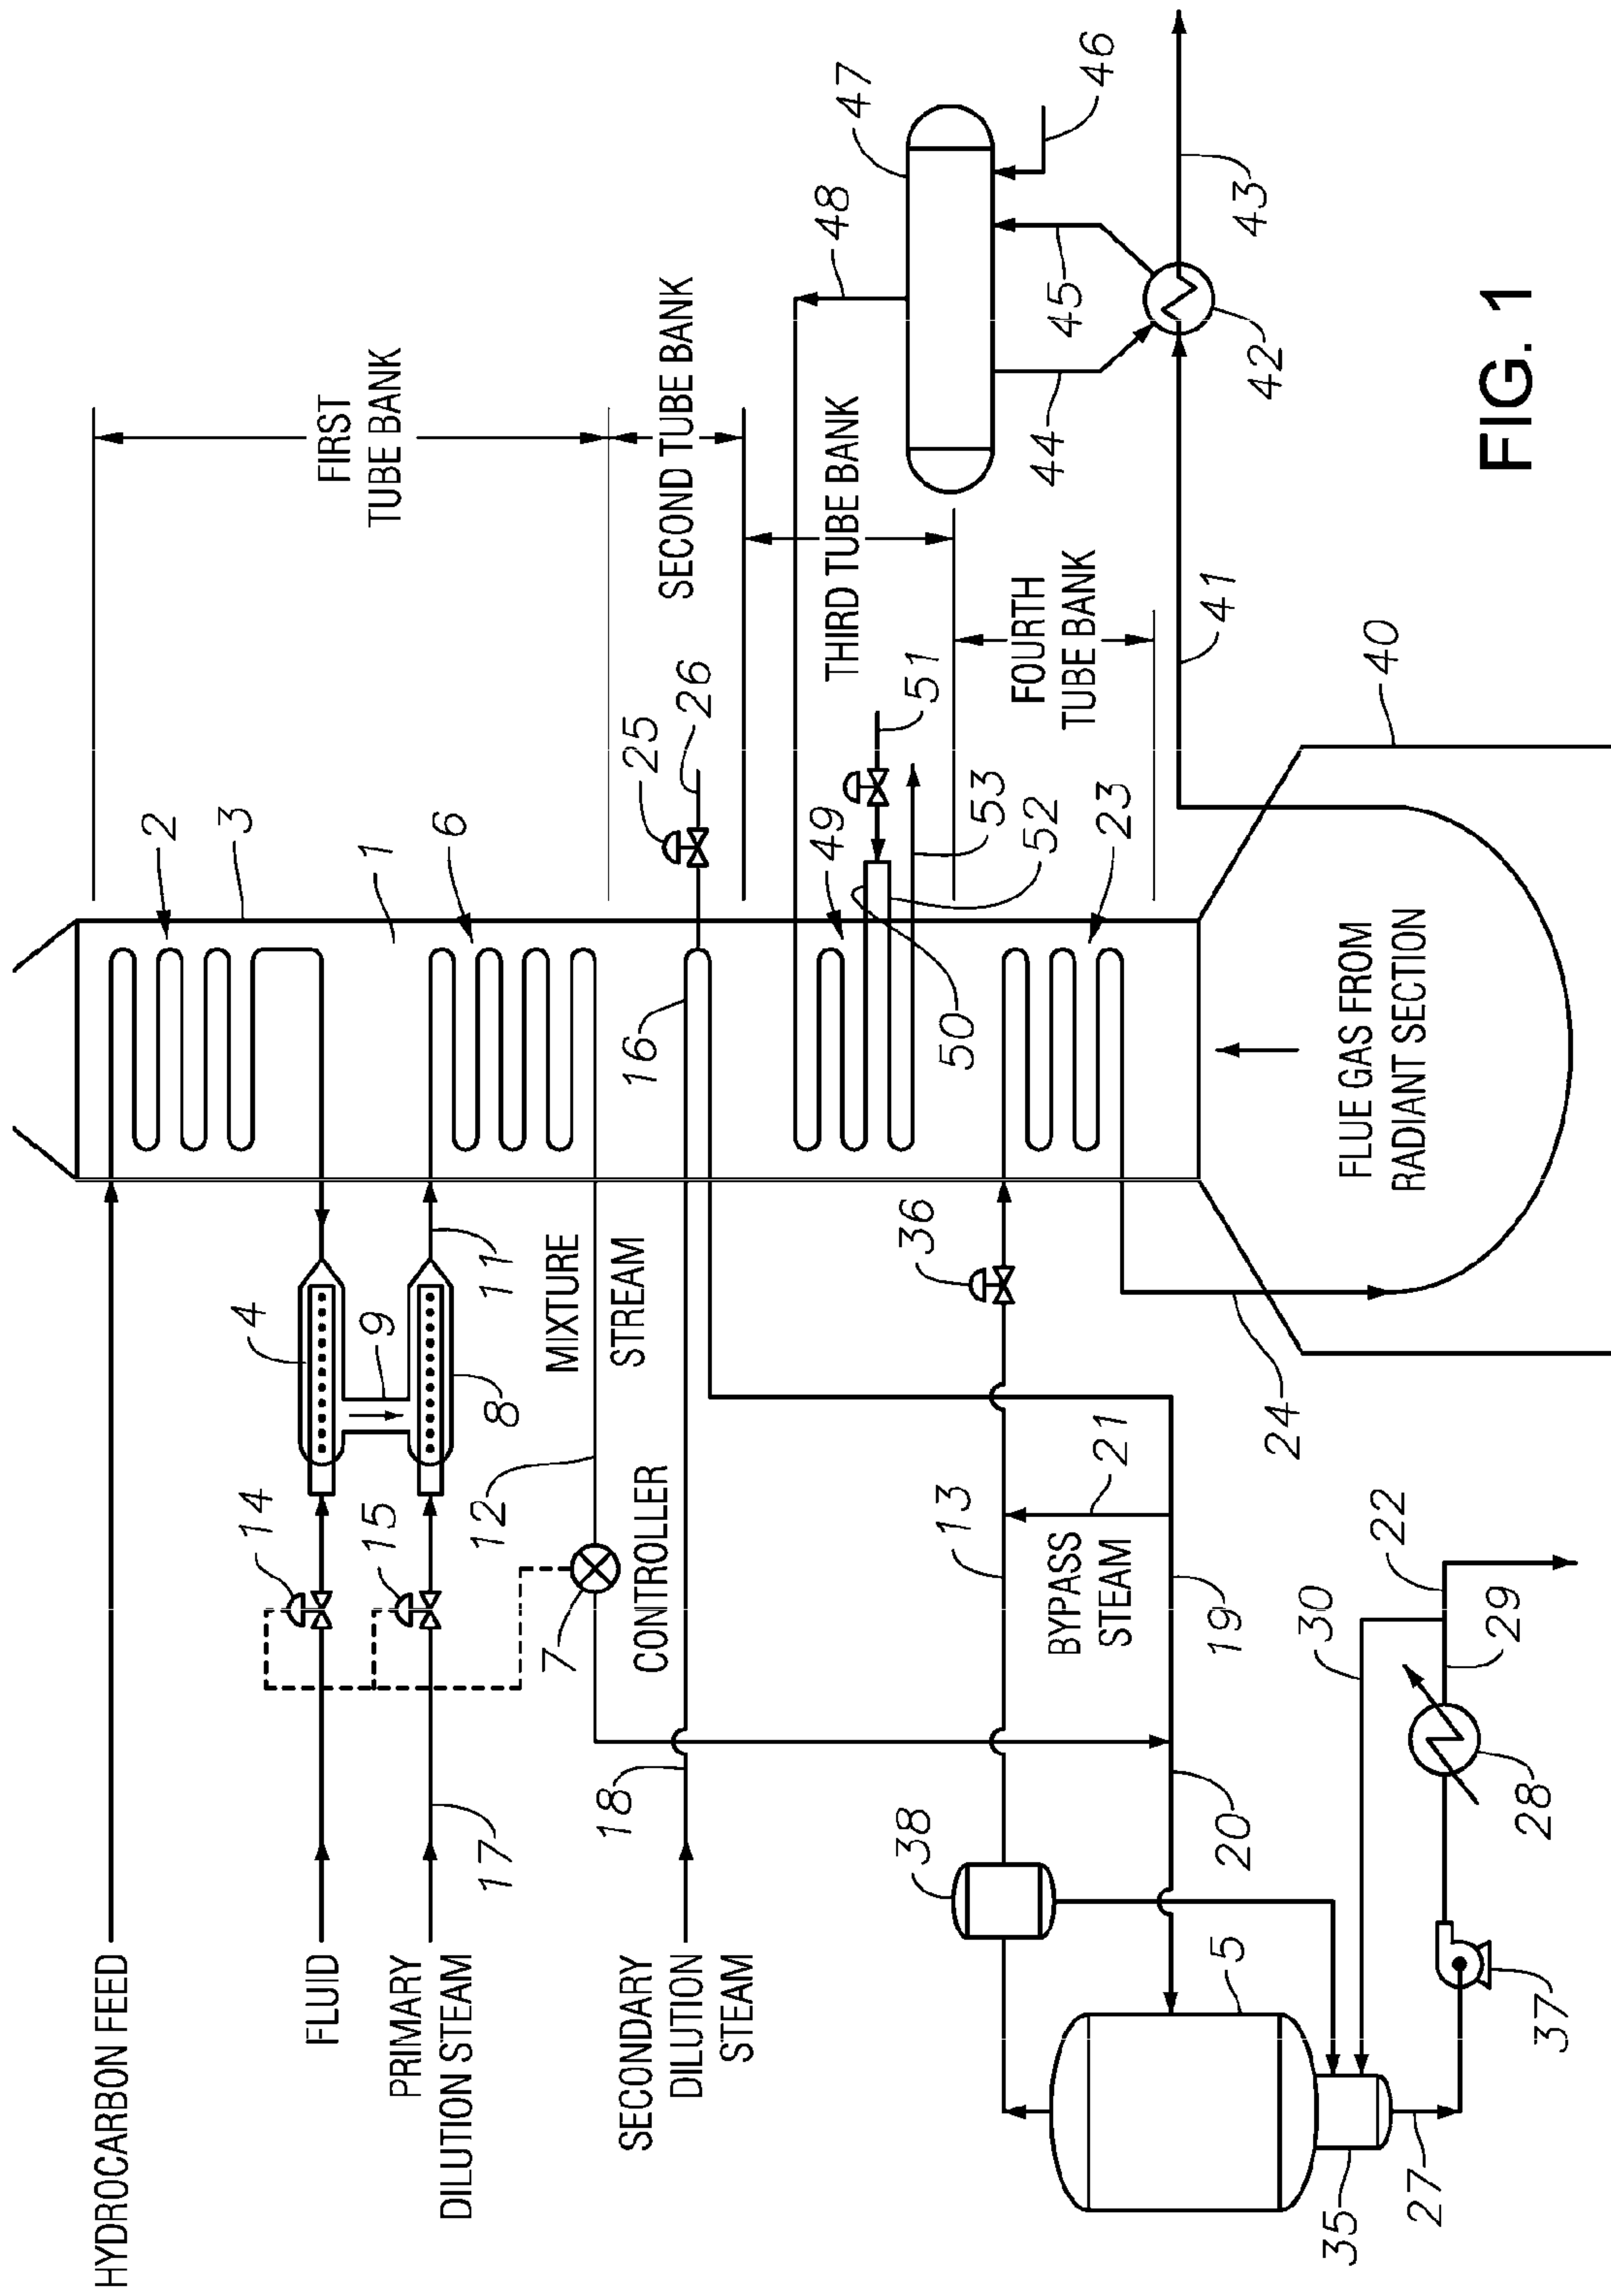 HYDROCARBON FEED
2
3
FIRST
TUBE BANK
14
4
FLUID
9
1
15
PRIMARY
DILUTION STEAM
17
8
11
6
12
MIXTURE
STREAM
7
CONTROLLER
25
26
SECOND TUBE BANK
SECONDARY
DILUTION
STEAM
18
16
48
47
THIRD TUBE BANK
49
51
50
53
52
46
38
13
36
44
45
FOURTH
TUBE BANK
23
BYPASS
STEAM
21
5
20
19
41
42
43
24
40
FLUE GAS FROM
RADIANT SECTION
35
30
22
27
29
37
28
FIG. 1